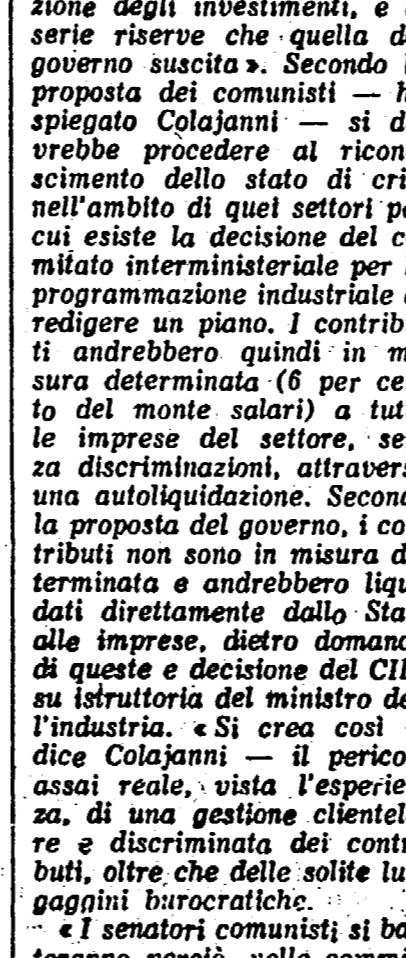 zione degli investimenti, e
serie riserve che quella d
governo suscita». Secondo
proposta dei comunisti — h
spiegato Colajanni — si d
vrebbe procedere al ricon
scimento dello stato di cri
nell'ambito di quei settori pe
cui esiste la decisione del c
mitato interministeriale per
programmazione industriale
redigere un piano. I contrib
ti andrebbero quindi in m
sura determinata (6 per ce
to del monte salari) a tut
le imprese del settore, se
za discriminazioni, attravers
una autoliquidazione. Second
la proposta del governo, i co
tributi non sono in misura d
terminata e andrebbero liqu
dati direttamente dallo Sta
alle imprese, dietro domand
di queste e decisione del CIP
su istruttoria del ministro de
l'industria. «Si crea così
dice Colajanni — il perico
assai reale, vista l'esperie
za, di una gestione clientel
re e discriminata dei contr
buti, oltre che delle solite lu
gaggini burocratiche.
«I senatori comunisti si ba